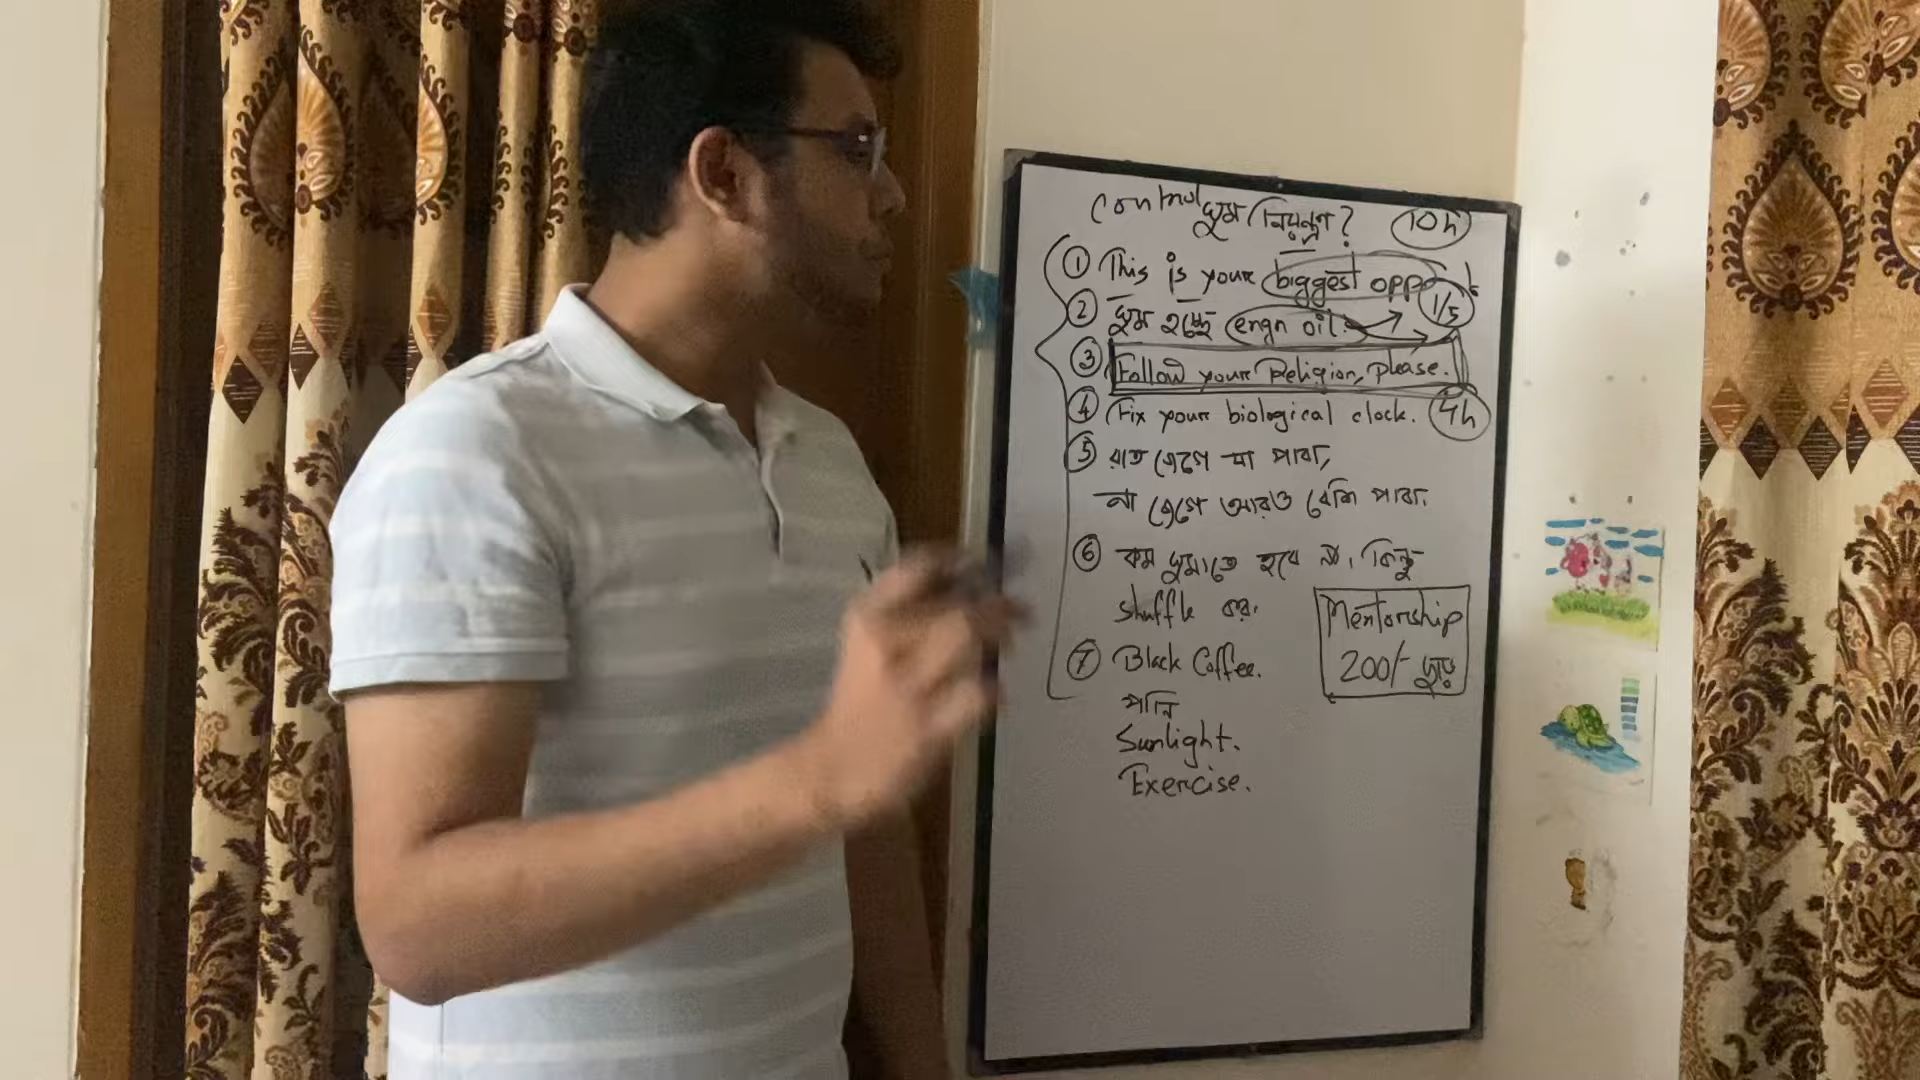 Control ঘুম নিয়ন্ত্রণ? 10h
① This is your biggest oppo
② ঘুম হচ্ছে engn oil. 1/5
③ Follow your Religion, please.
④ Fix your biological clock. 4h
⑤ রাত জেগে যা পারা,
না জেগে আরও বেশি পারা.
⑥ কম ঘুমাতে হবে না, কিন্তু
shuffle কর.
⑦ Black Coffee.
পানি
Sunlight.
Exercise.
Mentorship
200/- ছাড়